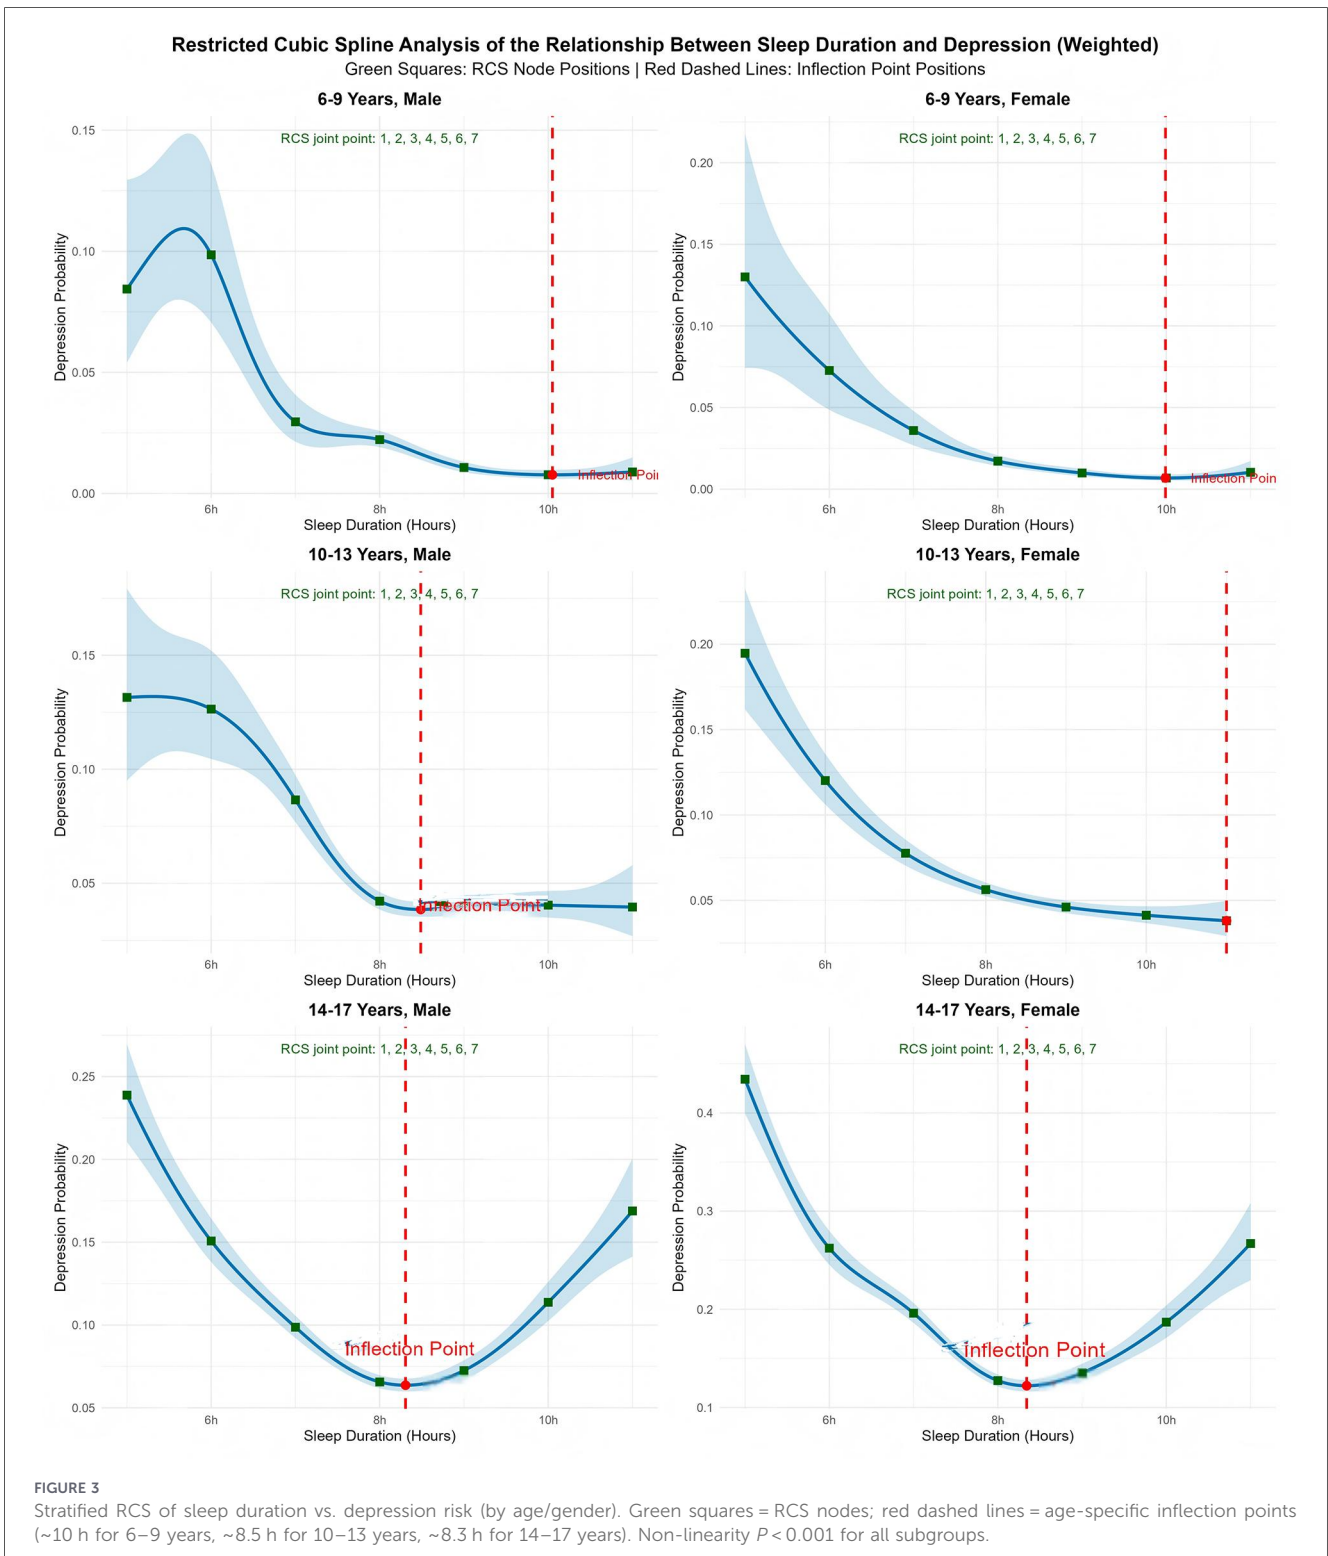 Restricted Cubic Spline Analysis of the Relationship Between Sleep Duration and Depression (Weighted)
Green Squares: RCS Node Positions | Red Dashed Lines: Inflection Point Positions
6-9 Years, Male
RCS joint point: 1, 2, 3, 4, 5, 6, 7
0.15
0.10
0.05
0.00
Depression Probability
Inflection Poi
6h
8h
10h
Sleep Duration (Hours)
6-9 Years, Female
RCS joint point: 1, 2, 3, 4, 5, 6, 7
0.20
0.15
0.10
0.05
0.00
Depression Probability
Inflection Poin
6h
8h
10h
Sleep Duration (Hours)
10-13 Years, Male
RCS joint point: 1, 2, 3, 4, 5, 6, 7
0.15
0.10
0.05
Depression Probability
Inflection Point
6h
8h
10h
Sleep Duration (Hours)
10-13 Years, Female
RCS joint point: 1, 2, 3, 4, 5, 6, 7
0.20
0.15
0.10
0.05
Depression Probability
6h
8h
10h
Sleep Duration (Hours)
14-17 Years, Male
RCS joint point: 1, 2, 3, 4, 5, 6, 7
0.25
0.20
0.15
0.10
0.05
Depression Probability
Inflection Point
6h
8h
10h
Sleep Duration (Hours)
14-17 Years, Female
RCS joint point: 1, 2, 3, 4, 5, 6, 7
0.4
0.3
0.2
0.1
Depression Probability
Inflection Point
6h
8h
10h
Sleep Duration (Hours)
FIGURE 3
Stratified RCS of sleep duration vs. depression risk (by age/gender). Green squares = RCS nodes; red dashed lines = age-specific inflection points
(~10 h for 6–9 years, ~8.5 h for 10–13 years, ~8.3 h for 14–17 years). Non-linearity P < 0.001 for all subgroups.